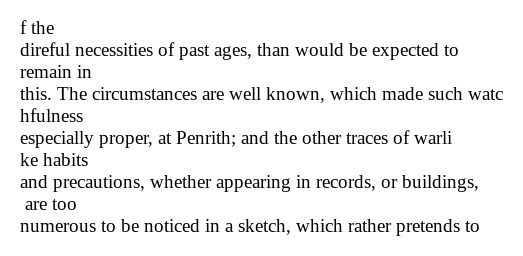 f the
direful necessities of past ages, than would be expected to
remain in
this. The circumstances are well known, which made such watc
hfulness
especially proper, at Penrith; and the other traces of warli
ke habits
and precautions, whether appearing in records, or buildings,
 are too
numerous to be noticed in a sketch, which rather pretends to